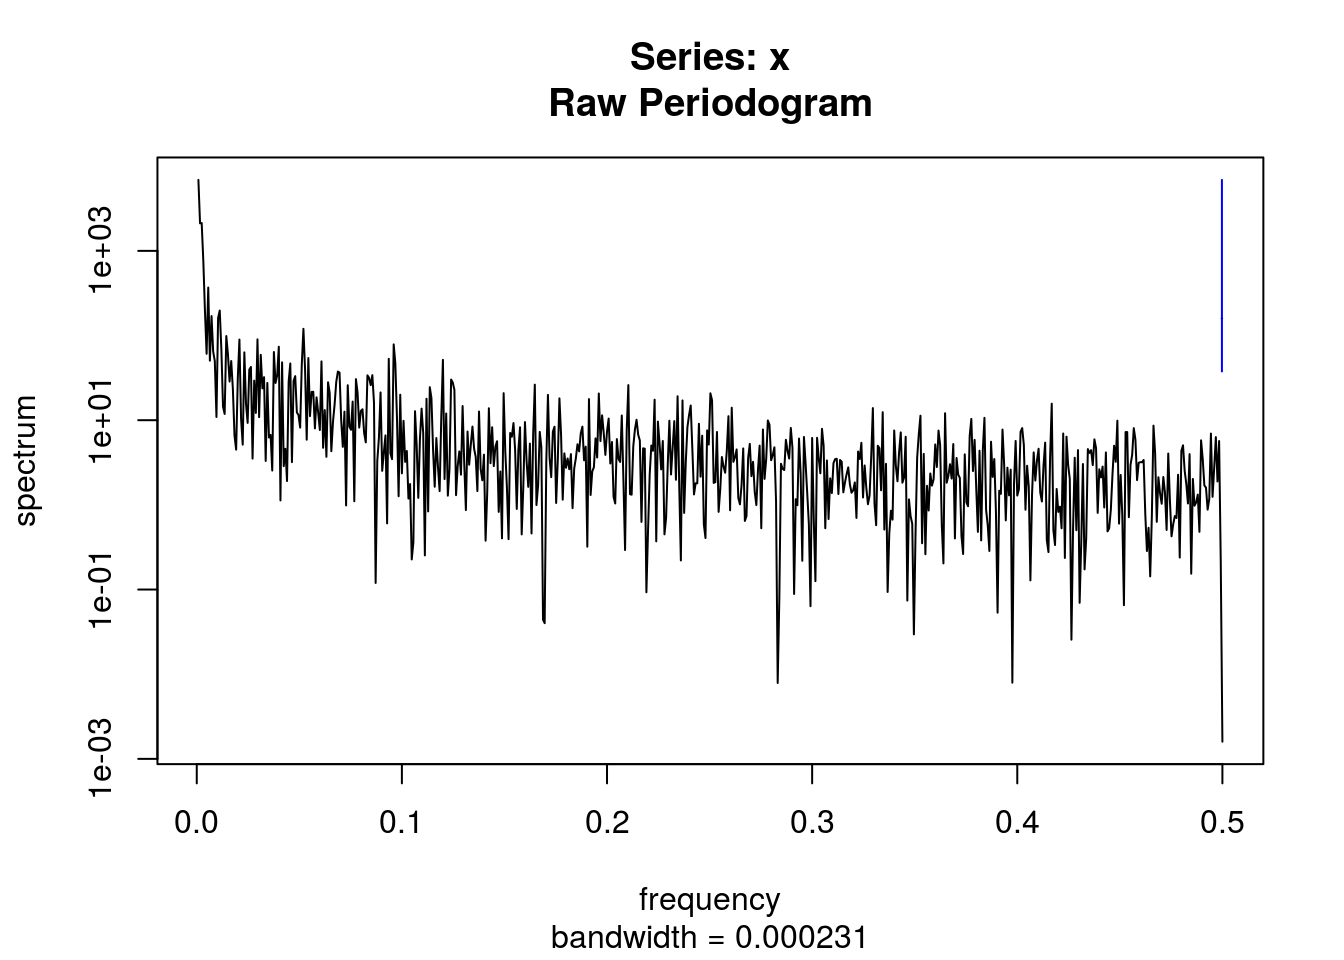 Series: x
Raw Periodogram
1e+03
1e+01
1e-01
1e-03
spectrum
0.0 0.1 0.2 0.3 0.4 0.5
frequency
bandwidth = 0.000231